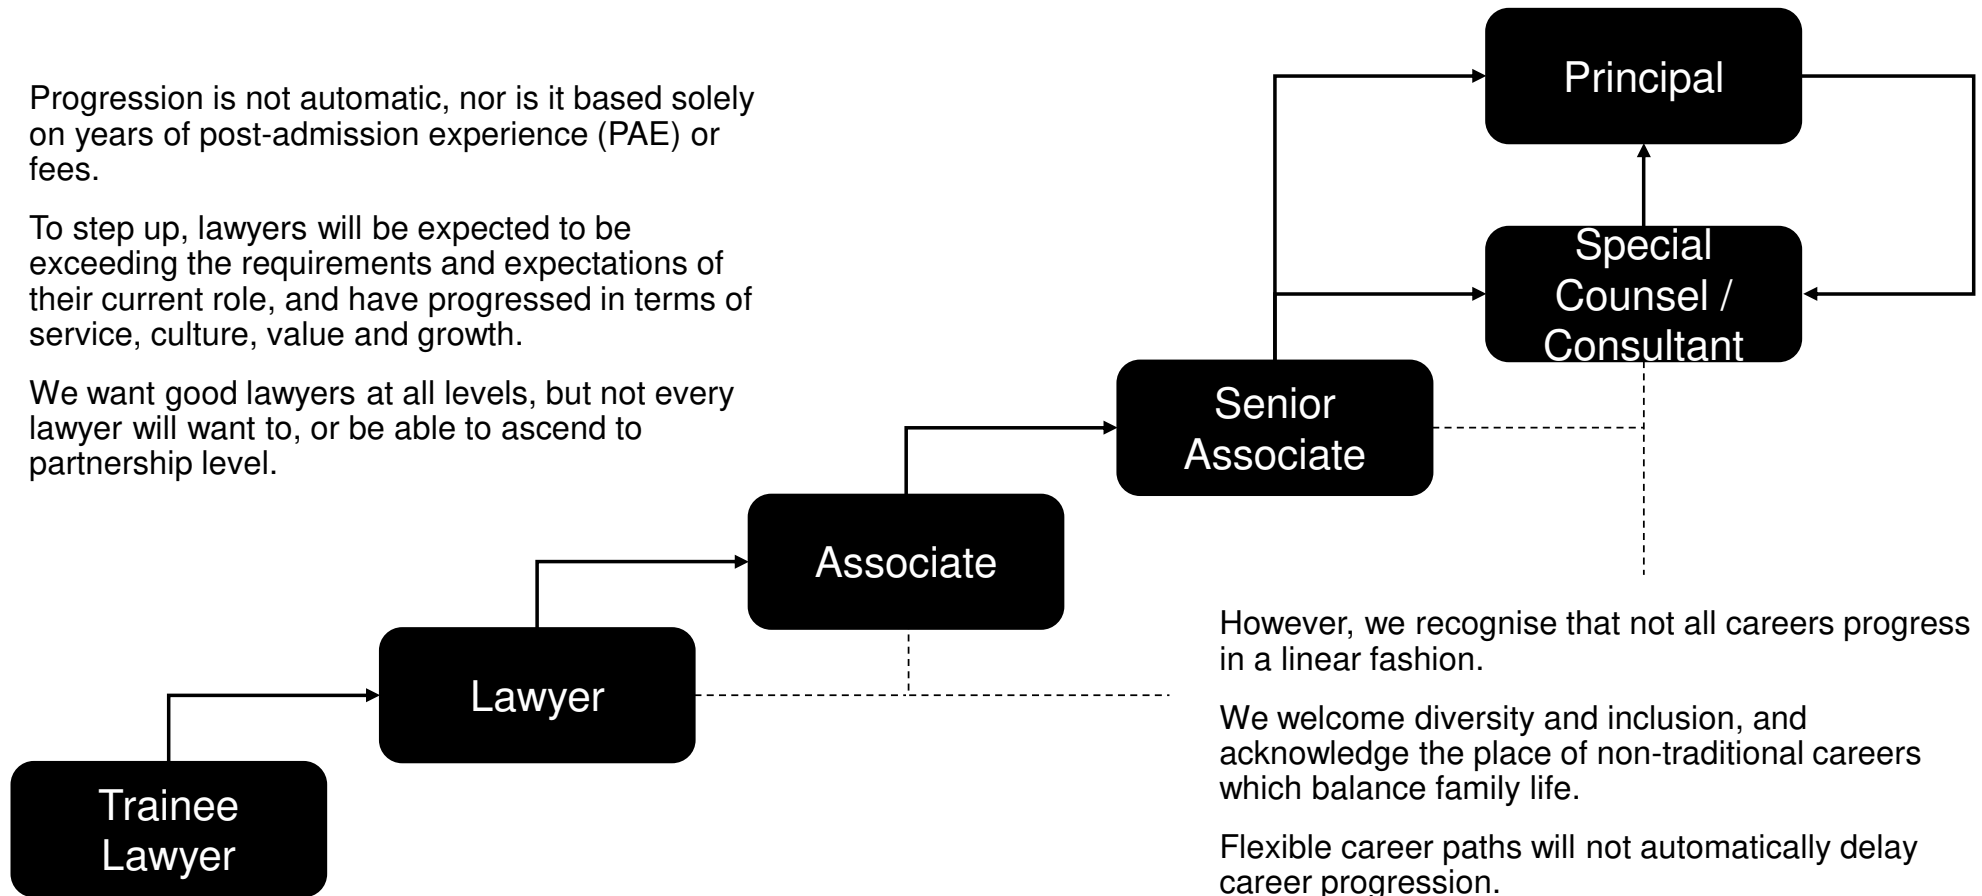 Progression is not automatic, nor is it based solely
on years of post-admission experience (PAE) or
fees.
To step up, lawyers will be expected to be
exceeding the requirements and expectations of
their current role, and have progressed in terms of
service, culture, value and growth.
We want good lawyers at all levels, but not every
lawyer will want to, or be able to ascend to
partnership level.
Principal
Special
Counsel /
Consultant
Senior
Associate
Associate
Lawyer
Trainee
Lawyer
However, we recognise that not all careers progress
in a linear fashion.
We welcome diversity and inclusion, and
acknowledge the place of non-traditional careers
which balance family life.
Flexible career paths will not automatically delay
career progression.